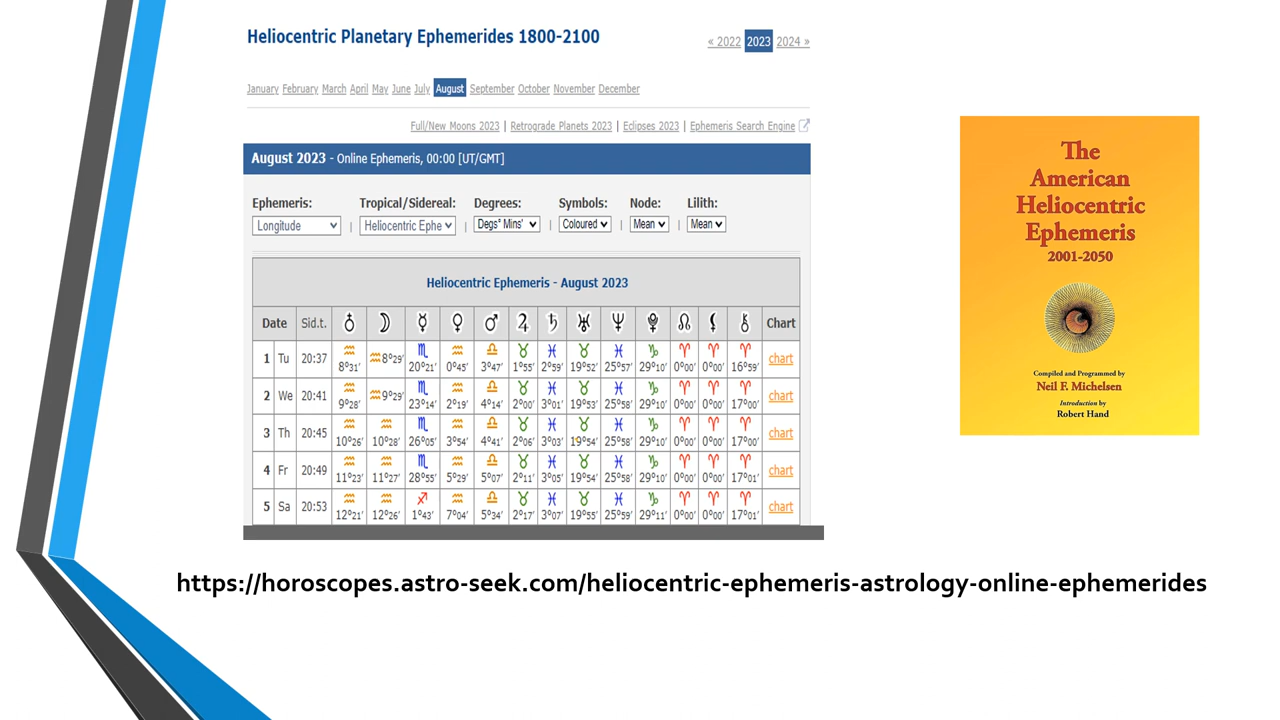 Heliocentric Planetary Ephemerides 1800-2100
« 2022 2023 2024 »
January February March April May June July August September October November December
Full/New Moons 2023 | Retrograde Planets 2023 | Eclipses 2023 | Ephemeris Search Engine
August 2023 - Online Ephemeris, 00:00 [UT/GMT]
Ephemeris: Tropical/Sidereal: Degrees: Symbols: Node: Lilith:
Longitude | Heliocentric Ephe | Degs° Mins' | Coloured | Mean | Mean
Heliocentric Ephemeris - August 2023
Date Sid.t. ♁ ☽ ☿ ♀ ♂ ♃ ♄ ♅ ♆ ⯓ ☊ ⚸ ⚷ Chart
1 Tu 20:37 ♒ 8°31' ♒ 8°29' ♏ 20°21' ♒ 0°45' ♎ 3°47' ♉ 1°55' ♓ 2°59' ♉ 19°52' ♓ 25°57' ♑ 29°10' ♈ 0°00' ♈ 0°00' ♈ 16°59' chart
2 We 20:41 ♒ 9°28' ♒ 9°29' ♏ 23°14' ♒ 2°19' ♎ 4°14' ♉ 2°00' ♓ 3°01' ♉ 19°53' ♓ 25°58' ♑ 29°10' ♈ 0°00' ♈ 0°00' ♈ 17°00' chart
3 Th 20:45 ♒ 10°26' ♒ 10°28' ♏ 26°05' ♒ 3°54' ♎ 4°41' ♉ 2°06' ♓ 3°03' ♉ 19°54' ♓ 25°58' ♑ 29°10' ♈ 0°00' ♈ 0°00' ♈ 17°00' chart
4 Fr 20:49 ♒ 11°23' ♒ 11°27' ♏ 28°55' ♒ 5°29' ♎ 5°07' ♉ 2°11' ♓ 3°05' ♉ 19°54' ♓ 25°58' ♑ 29°10' ♈ 0°00' ♈ 0°00' ♈ 17°01' chart
5 Sa 20:53 ♒ 12°21' ♒ 12°26' ♐ 1°43' ♒ 7°04' ♎ 5°34' ♉ 2°17' ♓ 3°07' ♉ 19°55' ♓ 25°59' ♑ 29°11' ♈ 0°00' ♈ 0°00' ♈ 17°01' chart
The
American
Heliocentric
Ephemeris
2001-2050
Compiled and Programmed by
Neil F. Michelsen
Introduction by
Robert Hand
https://horoscopes.astro-seek.com/heliocentric-ephemeris-astrology-online-ephemerides